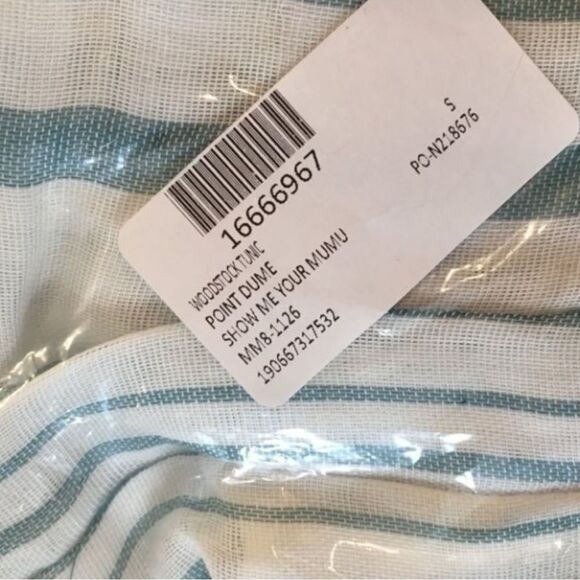 16666967
WOODSTOCK TUNIC
POINT DUME
SHOW ME YOUR MUMU
MM8-1126
190667317532
S
PO-N218676